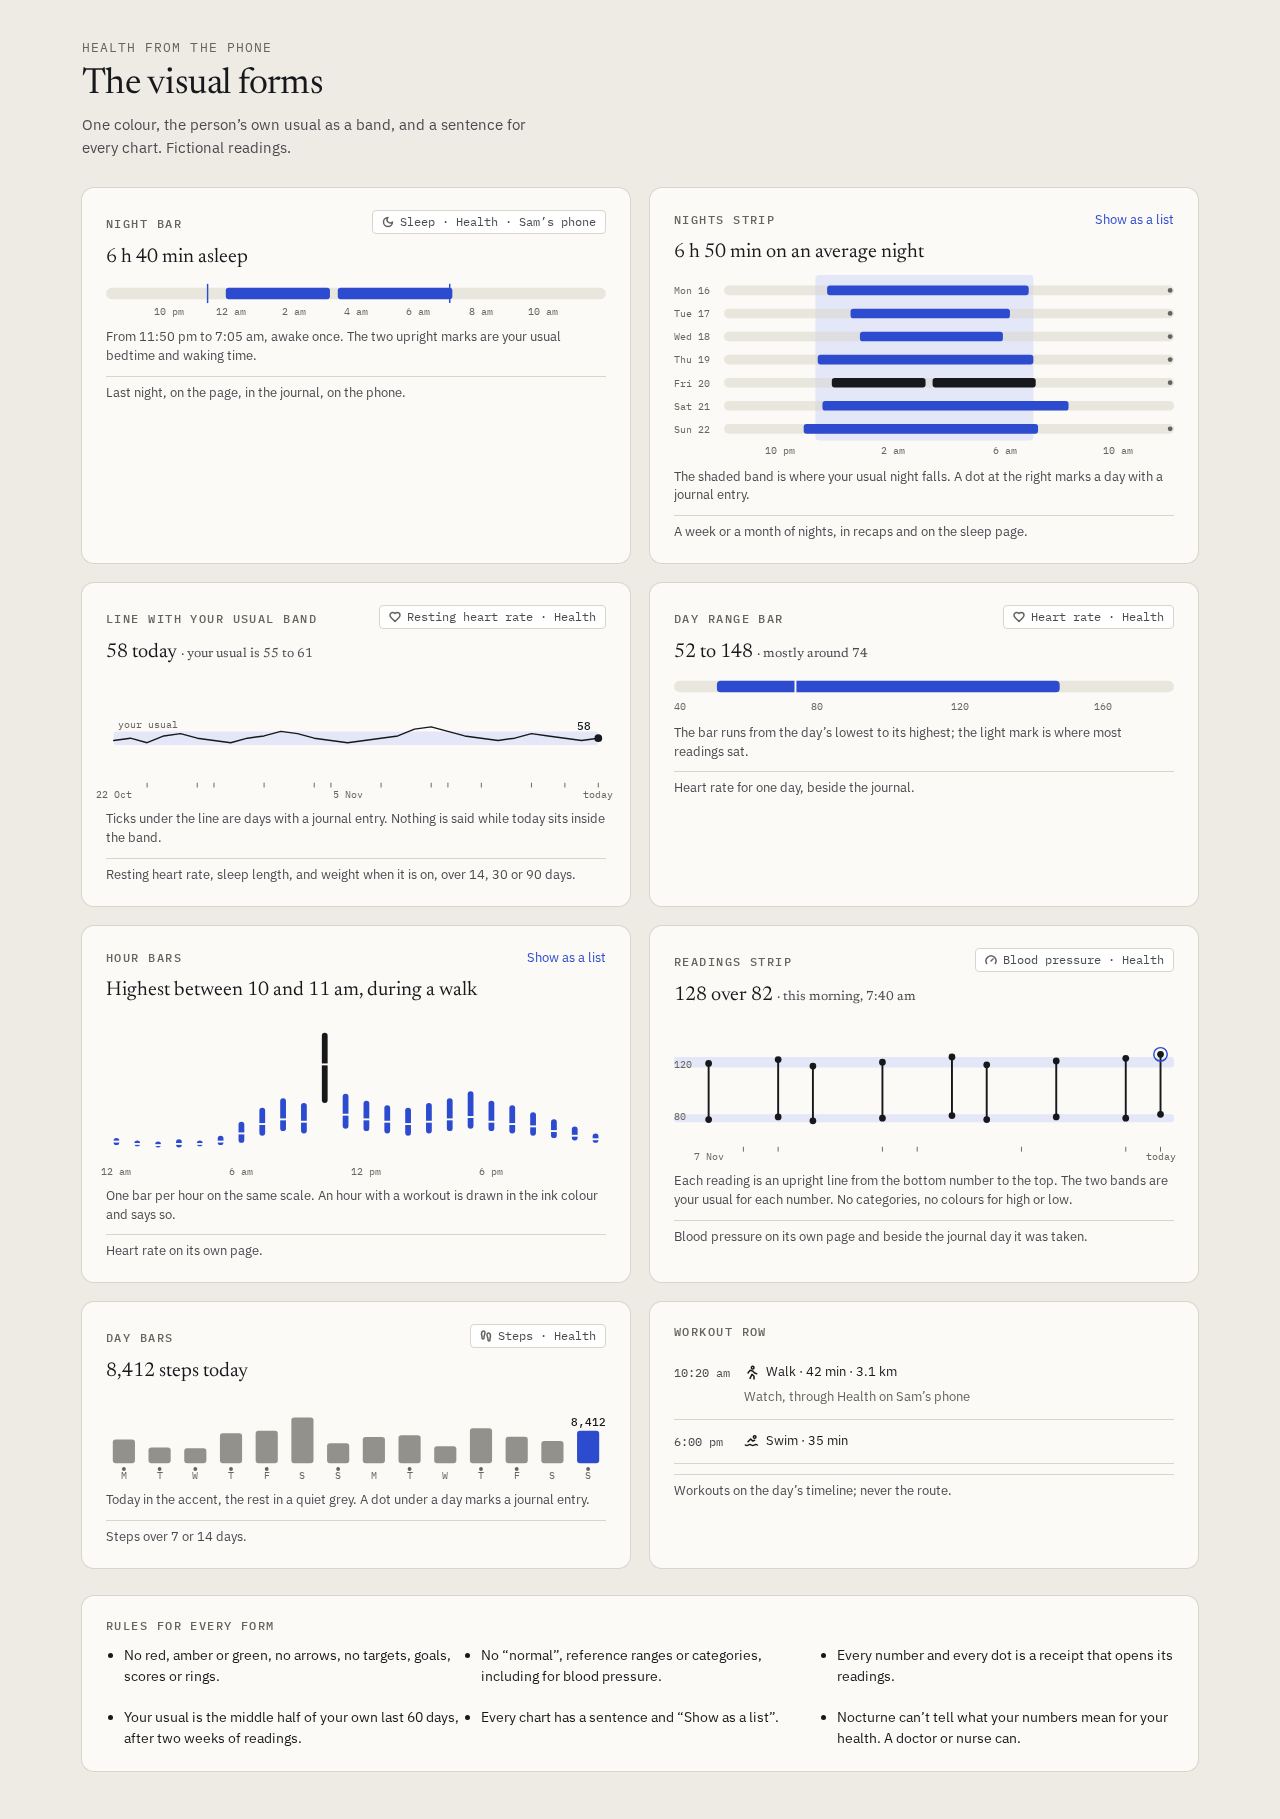 HEALTH FROM THE PHONE
The visual forms
One colour, the person’s own usual as a band, and a sentence for
every chart. Fictional readings.
NIGHT BAR
Sleep · Health · Sam’s phone
6 h 40 min asleep
10 pm 12 am 2 am 4 am 6 am 8 am 10 am
From 11:50 pm to 7:05 am, awake once. The two upright marks are your usual
bedtime and waking time.
Last night, on the page, in the journal, on the phone.
NIGHTS STRIP
Show as a list
6 h 50 min on an average night
Mon 16
Tue 17
Wed 18
Thu 19
Fri 20
Sat 21
Sun 22
10 pm 2 am 6 am 10 am
The shaded band is where your usual night falls. A dot at the right marks a day with a
journal entry.
A week or a month of nights, in recaps and on the sleep page.
LINE WITH YOUR USUAL BAND
Resting heart rate · Health
58 today · your usual is 55 to 61
your usual
58
22 Oct 5 Nov today
Ticks under the line are days with a journal entry. Nothing is said while today sits inside
the band.
Resting heart rate, sleep length, and weight when it is on, over 14, 30 or 90 days.
DAY RANGE BAR
Heart rate · Health
52 to 148 · mostly around 74
40 80 120 160
The bar runs from the day’s lowest to its highest; the light mark is where most
readings sat.
Heart rate for one day, beside the journal.
HOUR BARS
Show as a list
Highest between 10 and 11 am, during a walk
12 am 6 am 12 pm 6 pm
One bar per hour on the same scale. An hour with a workout is drawn in the ink colour
and says so.
Heart rate on its own page.
READINGS STRIP
Blood pressure · Health
128 over 82 · this morning, 7:40 am
120
80
7 Nov today
Each reading is an upright line from the bottom number to the top. The two bands are
your usual for each number. No categories, no colours for high or low.
Blood pressure on its own page and beside the journal day it was taken.
DAY BARS
Steps · Health
8,412 steps today
8,412
M T W T F S S M T W T F S S
Today in the accent, the rest in a quiet grey. A dot under a day marks a journal entry.
Steps over 7 or 14 days.
WORKOUT ROW
10:20 am Walk · 42 min · 3.1 km
Watch, through Health on Sam’s phone
6:00 pm Swim · 35 min
Workouts on the day’s timeline; never the route.
RULES FOR EVERY FORM
• No red, amber or green, no arrows, no targets, goals,
scores or rings.
• No “normal”, reference ranges or categories,
including for blood pressure.
• Every number and every dot is a receipt that opens its
readings.
• Your usual is the middle half of your own last 60 days,
after two weeks of readings.
• Every chart has a sentence and “Show as a list”.
• Nocturne can’t tell what your numbers mean for your
health. A doctor or nurse can.